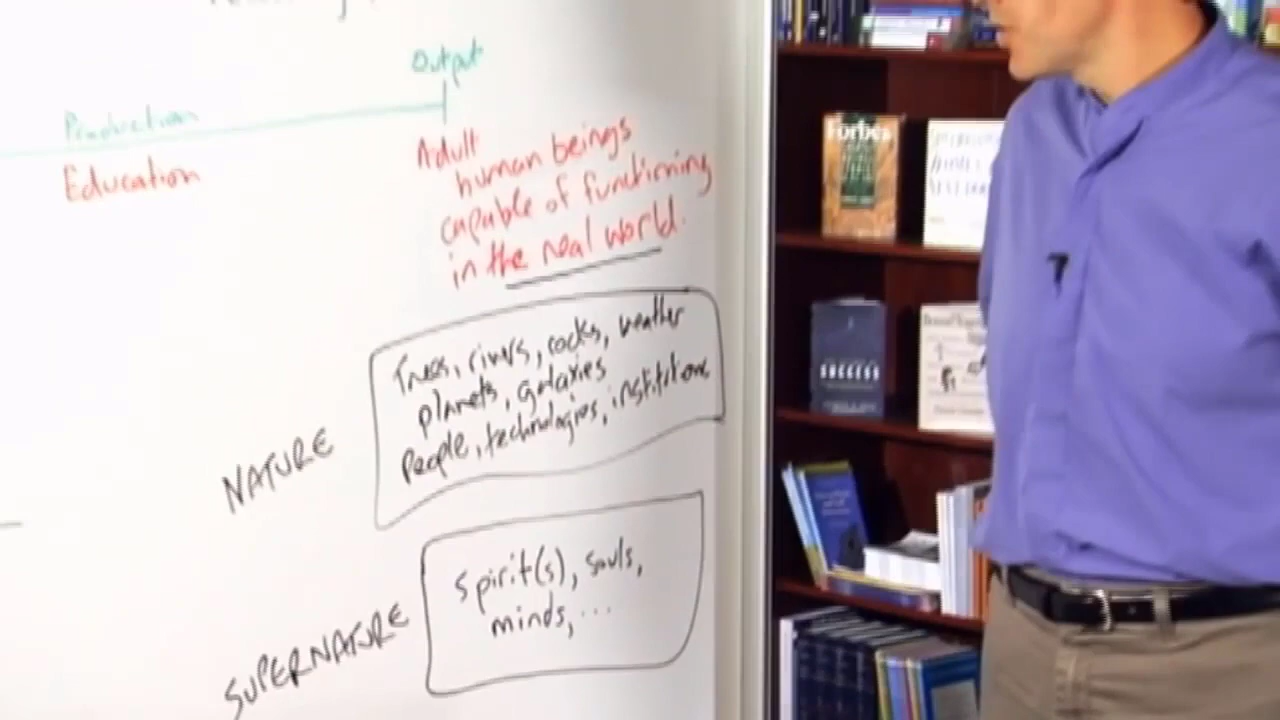 Output
Production
Education
Adult
human beings
capable of functioning
in the real world.
Trees, rivers, rocks, weather
planets, galaxies
people, technologies, institutions
NATURE
spirit(s), souls,
minds, ...
SUPERNATURE
Forbes
SUCCESS